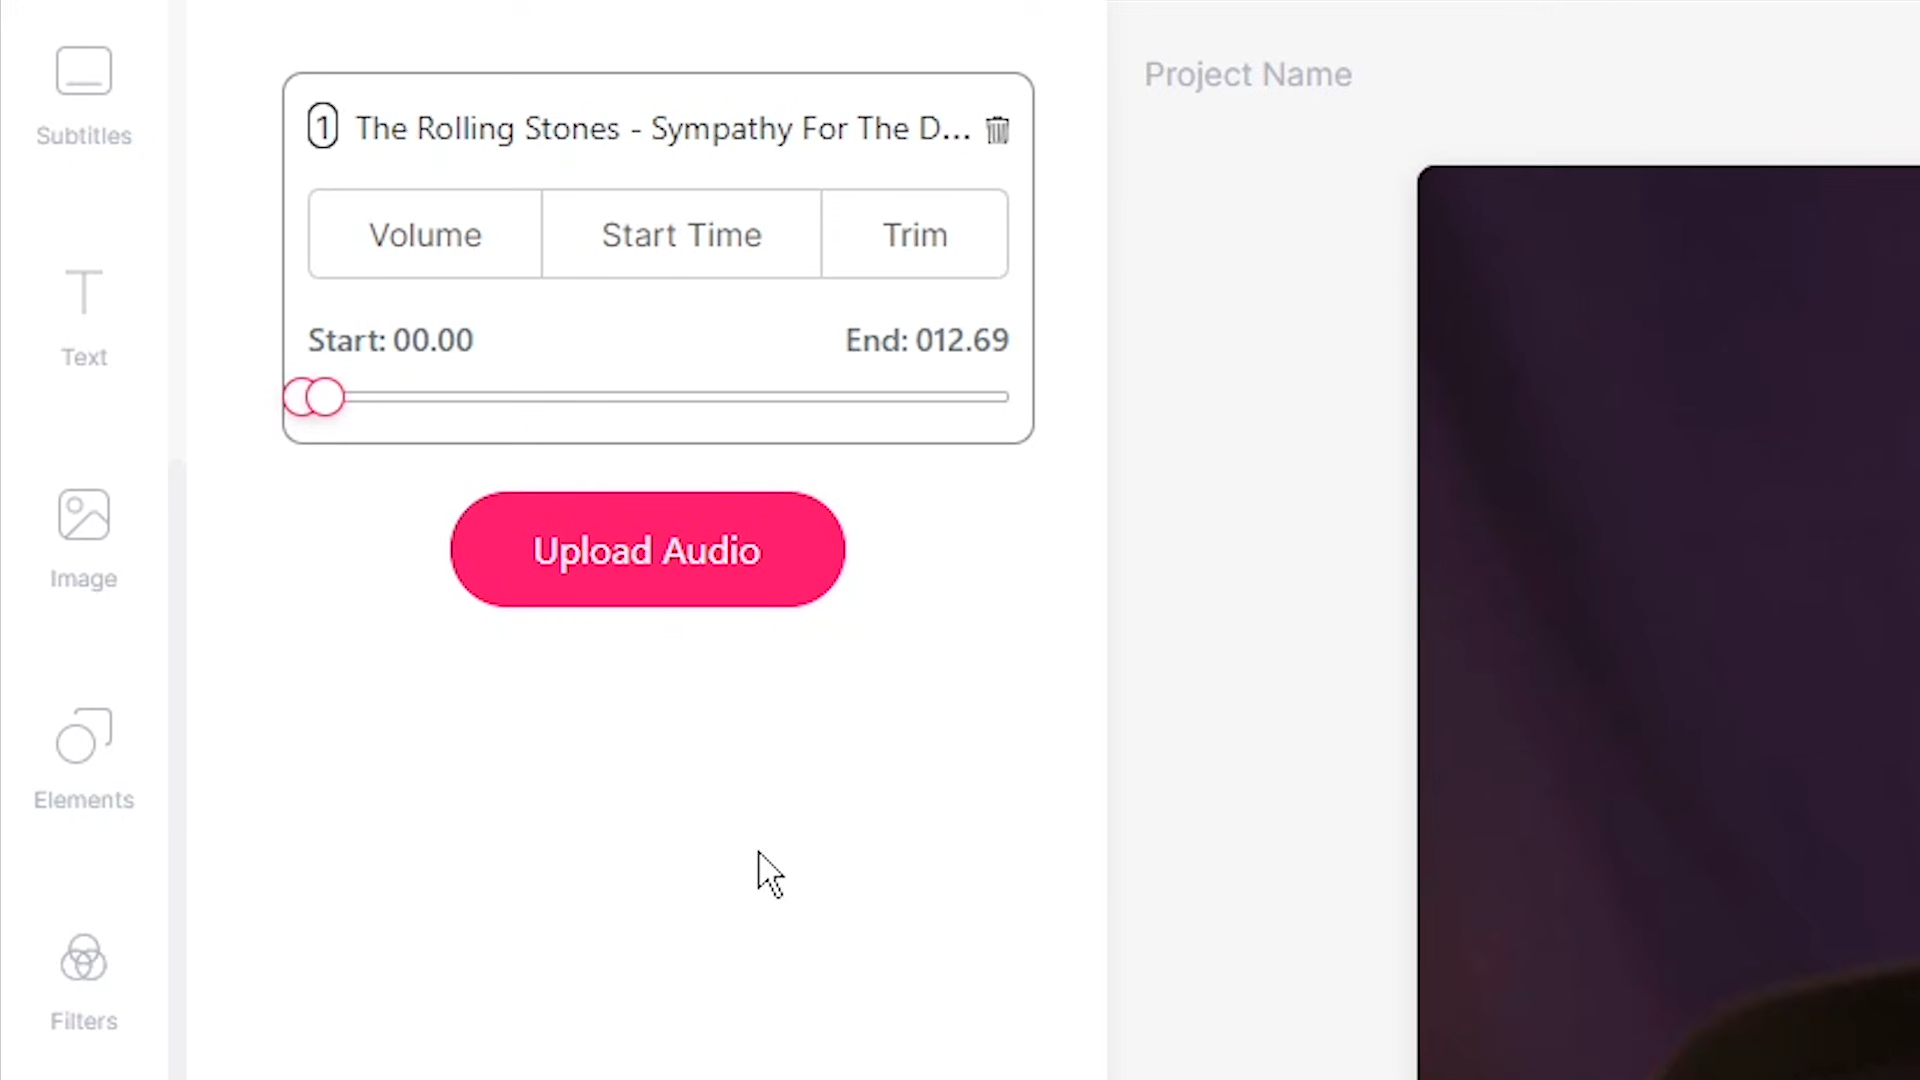 Subtitles
Text
Image
Elements
Filters
1 The Rolling Stones - Sympathy For The D...
Volume Start Time Trim
Start: 00.00 End: 012.69
Upload Audio
Project Name